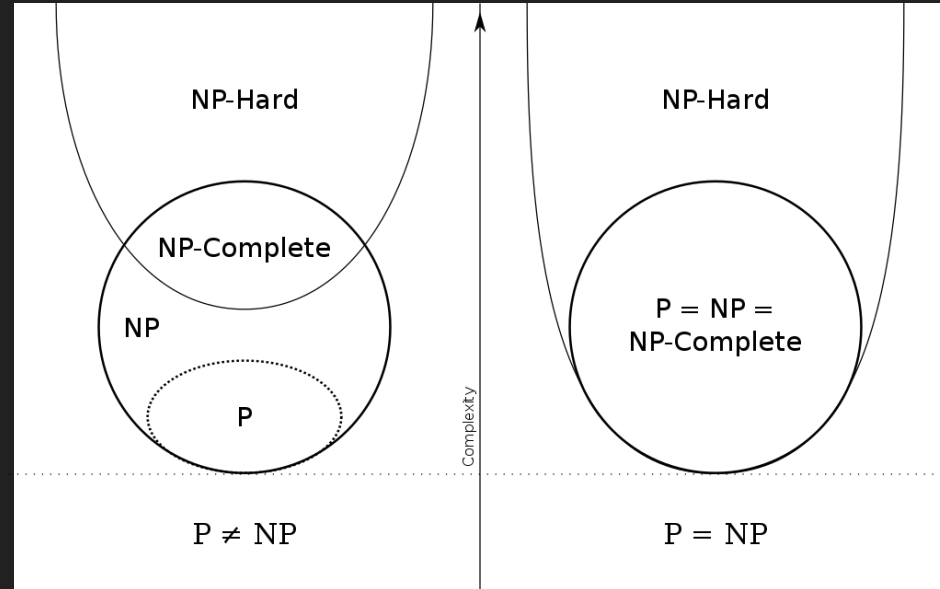 NP-Hard
NP-Complete
NP
P
P ≠ NP
Complexity
NP-Hard
P = NP =
NP-Complete
P = NP